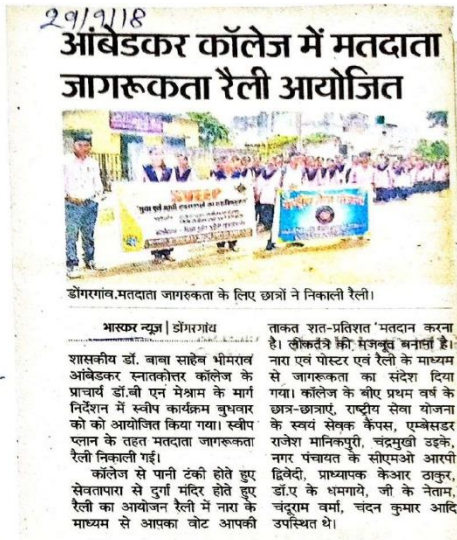 29/9/18
आंबेडकर कॉलेज में मतदाता
जागरूकता रैली आयोजित
SWEEP
डोंगरगांव.मतदाता जागरुकता के लिए छात्रों ने निकाली रैली।
भास्कर न्यूज | डोंगरगांव
शासकीय डॉ. बाबा साहेब भीमराव
आंबेडकर स्नातकोत्तर कॉलेज के
प्राचार्य डॉ.बी एन मेश्राम के मार्ग
निर्देशन में स्वीप कार्यक्रम बुधवार
को को आयोजित किया गया। स्वीप
प्लान के तहत मतदाता जागरूकता
रैली निकाली गई।
कॉलेज से पानी टंकी होते हुए
सेवतापारा से दुर्गा मंदिर होते हुए
रैली का आयोजन रैली में नारा के
माध्यम से आपका वोट आपकी
ताकत शत-प्रतिशत मतदान करना
है। लोकतंत्र को मजबूत बनाना है।
नारा एवं पोस्टर एवं रैली के माध्यम
से जागरुकता का संदेश दिया
गया। कॉलेज के बीए प्रथम वर्ष के
छात्र-छात्राएं, राष्ट्रीय सेवा योजना
के स्वयं सेवक कैंपस, एम्बेसडर
राजेश मानिकपुरी, चंद्रमुखी उइके,
नगर पंचायत के सीएमओ आरपी
द्विवेदी, प्राध्यापक केआर ठाकुर,
डॉ.ए के धमगाये, जी के नेताम,
चंदूराम वर्मा, चंदन कुमार आदि
उपस्थित थे।